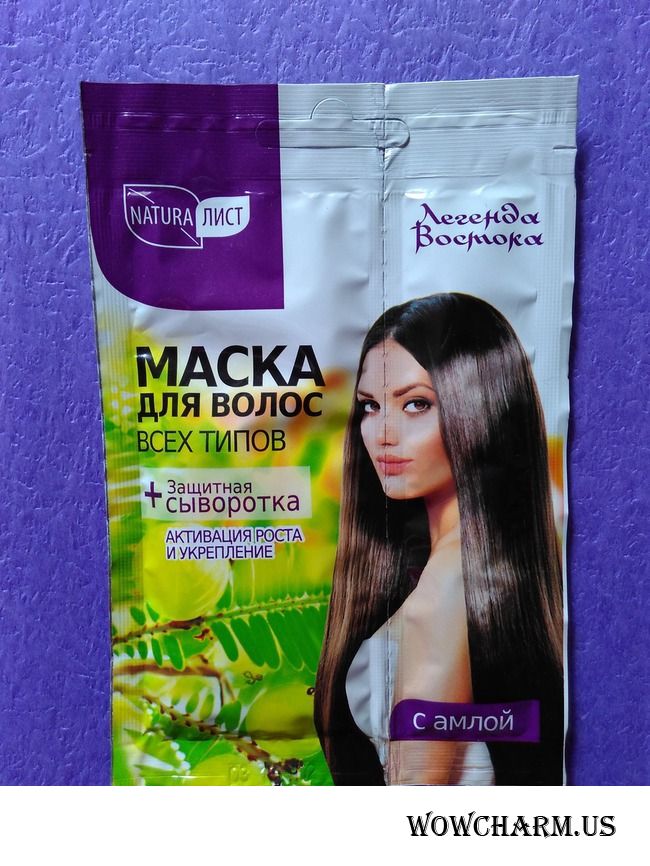 NATURA ЛИСТ
Легенда
Востока
МАСКА
ДЛЯ ВОЛОС
ВСЕХ ТИПОВ
+ Защитная
сыворотка
АКТИВАЦИЯ РОСТА
И УКРЕПЛЕНИЕ
С амлой
WOWCHARM.US